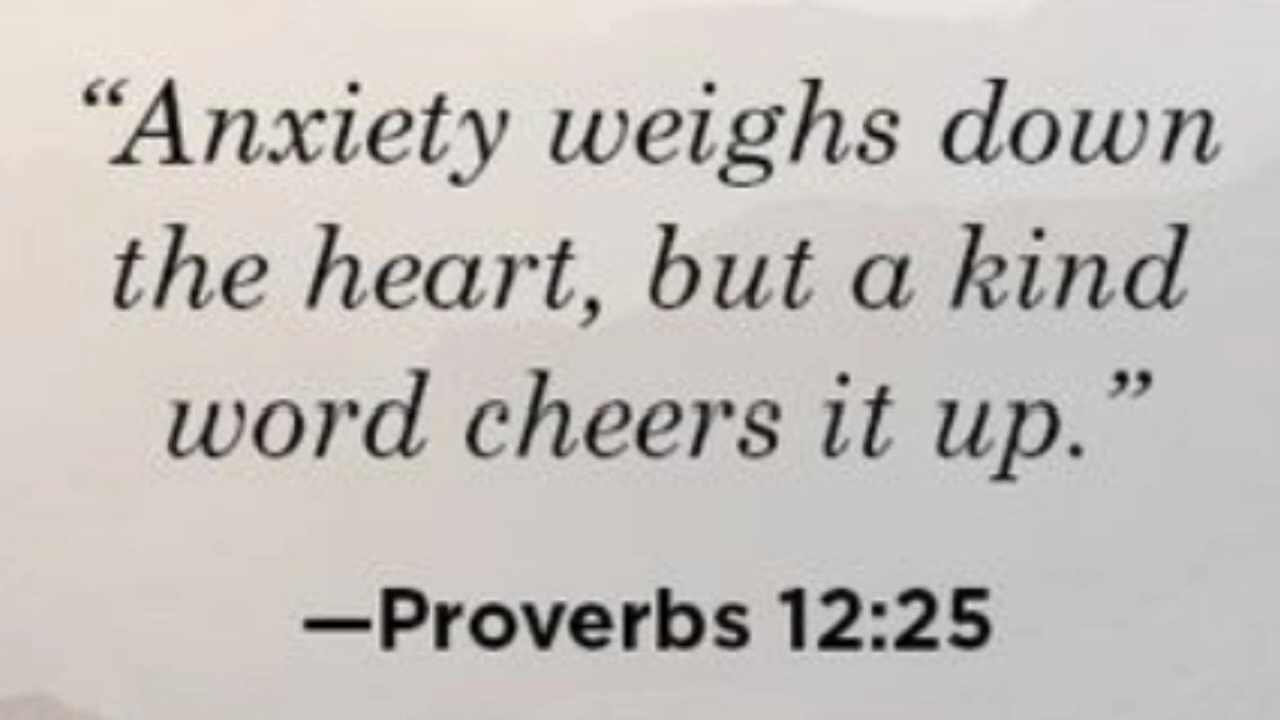 “Anxiety weighs down
the heart, but a kind
word cheers it up.”
—Proverbs 12:25